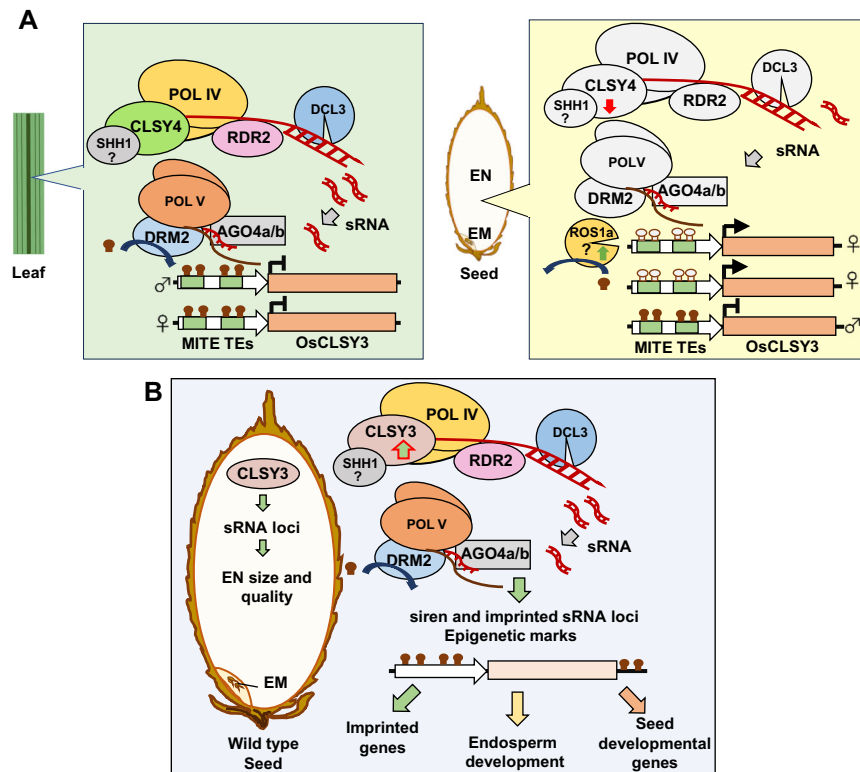 A
POL IV
DCL3
CLSY4
SHH1
?
RDR2
POL V
sRNA
DRM2
AGO4a/b
Leaf
♂
♀
MITE TEs
OsCLSY3
POL IV
DCL3
CLSY4
SHH1
?
RDR2
sRNA
POLV
EN
DRM2
AGO4a/b
EM
ROS1a
?
♀
Seed
♀
♂
MITE TEs
OsCLSY3
B
POL IV
CLSY3
DCL3
SHH1
?
RDR2
CLSY3
sRNA loci
POL V
sRNA
DRM2
AGO4a/b
EN size and
quality
siren and imprinted sRNA loci
Epigenetic marks
EM
Wild type
Seed
Imprinted
genes
Endosperm
development
Seed
developmental
genes